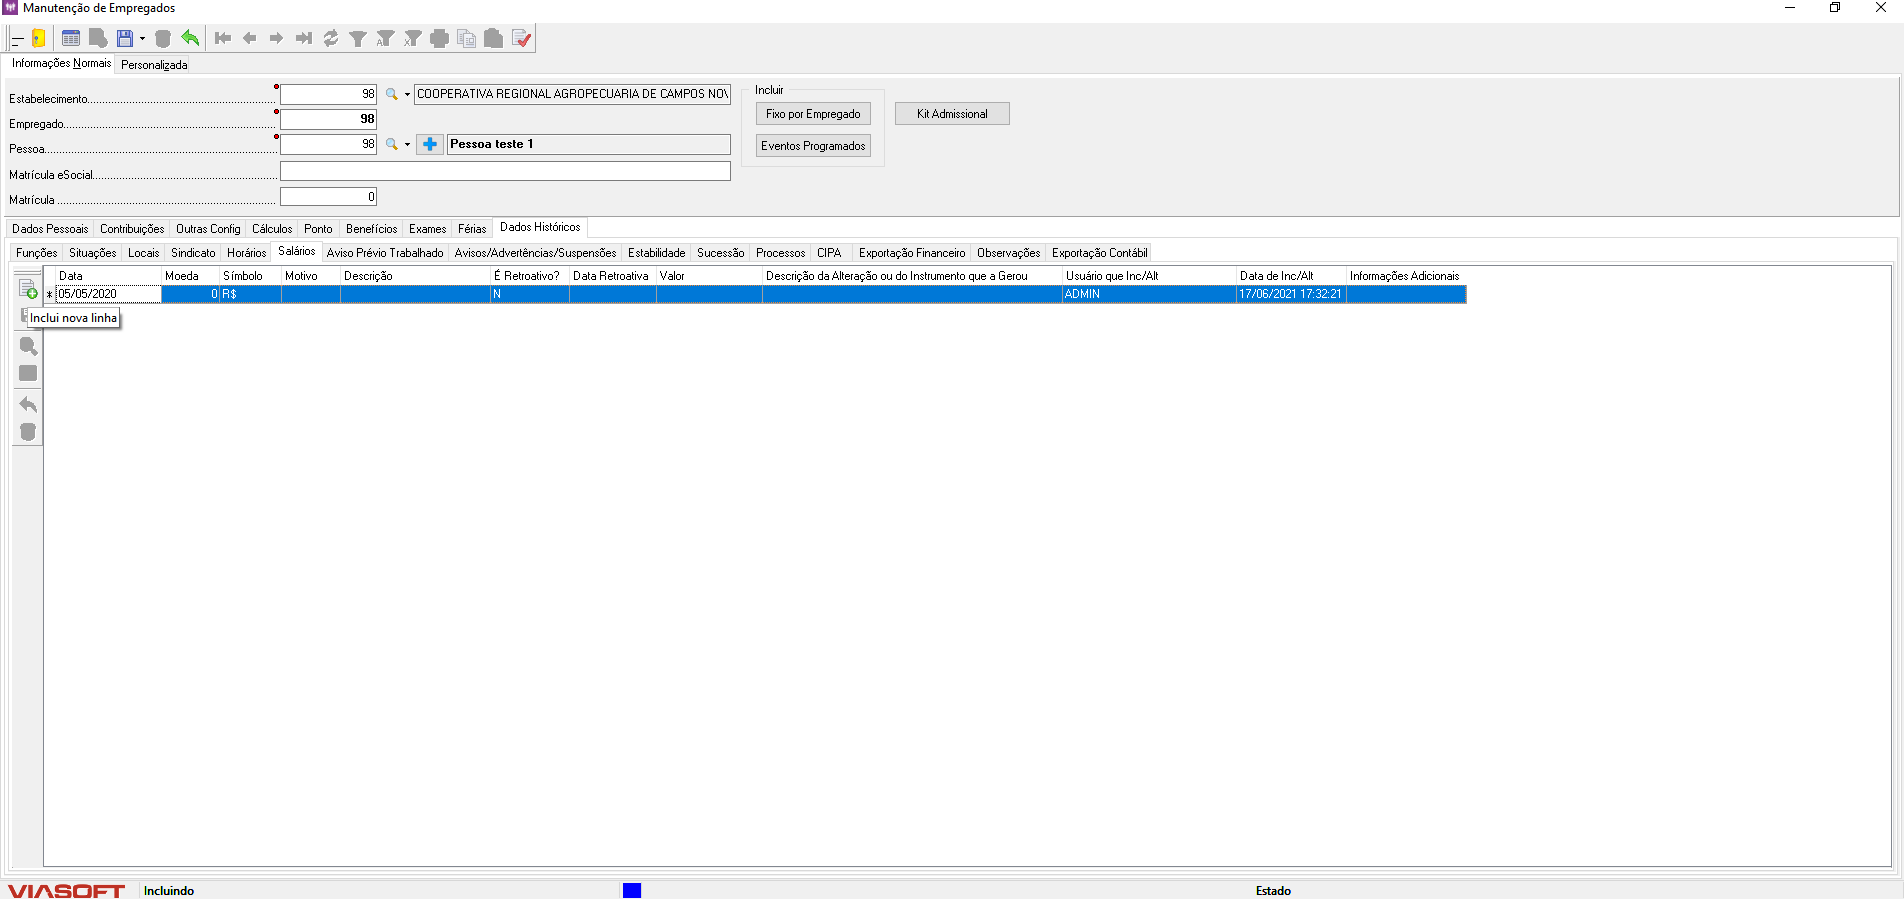 Manutenção de Empregados
Informações Normais Personalizada
Estabelecimento 98 COOPERATIVA REGIONAL AGROPECUARIA DE CAMPOS NOV
Empregado 98
Pessoa 98 Pessoa teste 1
Matrícula eSocial
Matrícula 0
Incluir
Fixo por Empregado
Eventos Programados
Kit Admissional
Dados Pessoais Contribuições Outras Config Cálculos Ponto Benefícios Exames Férias Dados Históricos
Funções Situações Locais Sindicato Horários Salários Aviso Prévio Trabalhado Avisos/Advertências/Suspensões Estabilidade Sucessão Processos CIPA Exportação Financeiro Observações Exportação Contábil
Data Moeda Símbolo Motivo Descrição É Retroativo? Data Retroativa Valor Descrição da Alteração ou do Instrumento que a Gerou Usuário que Inc/Alt Data de Inc/Alt Informações Adicionais
* 05/05/2020 0 R$ N ADMIN 17/06/2021 17:32:21
Inclui nova linha
VIASOFT Incluindo Estado